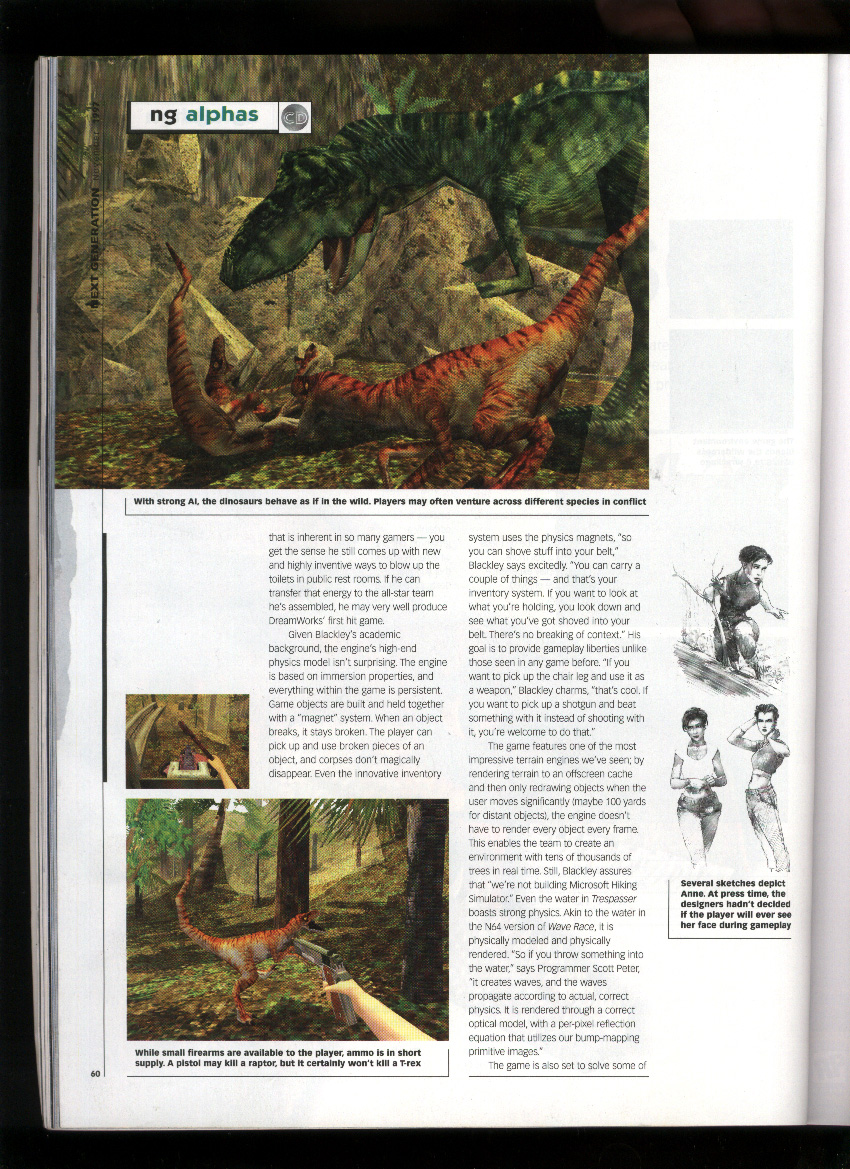 ng alphas
CD
NEXT GENERATION
With strong AI, the dinosaurs behave as if in the wild. Players may often venture across different species in conflict
that is inherent in so many gamers — you
get the sense he still comes up with new
and highly inventive ways to blow up the
toilets in public rest rooms. If he can
transfer that energy to the all-star team
he's assembled, he may very well produce
DreamWorks' first hit game.
Given Blackley's academic
background, the engine's high-end
physics model isn't surprising. The engine
is based on immersion properties, and
everything within the game is persistent.
Game objects are built and held together
with a "magnet" system. When an object
breaks, it stays broken. The player can
pick up and use broken pieces of an
object, and corpses don't magically
disappear. Even the innovative inventory
system uses the physics magnets, "so
you can shove stuff into your belt,"
Blackley says excitedly. "You can carry a
couple of things — and that's your
inventory system. If you want to look at
what you're holding, you look down and
see what you've got shoved into your
belt. There's no breaking of context." His
goal is to provide gameplay liberties unlike
those seen in any game before. "If you
want to pick up the chair leg and use it as
a weapon," Blackley charms, "that's cool. If
you want to pick up a shotgun and beat
something with it instead of shooting with
it, you're welcome to do that."
The game features one of the most
impressive terrain engines we've seen; by
rendering terrain to an offscreen cache
and then only redrawing objects when the
user moves significantly (maybe 100 yards
for distant objects), the engine doesn't
have to render every object every frame.
This enables the team to create an
environment with tens of thousands of
trees in real time. Still, Blackley assures
that "we're not building Microsoft Hiking
Simulator." Even the water in Trespasser
boasts strong physics. Akin to the water in
the N64 version of Wave Race, it is
physically modeled and physically
rendered. "So if you throw something into
the water," says Programmer Scott Peter,
"it creates waves, and the waves
propagate according to actual, correct
physics. It is rendered through a correct
optical model, with a per-pixel reflection
equation that utilizes our bump-mapping
primitive images."
The game is also set to solve some of
Several sketches depict
Anne. At press time, the
designers hadn't decided
if the player will ever see
her face during gameplay
While small firearms are available to the player, ammo is in short
supply. A pistol may kill a raptor, but it certainly won't kill a T-rex
60